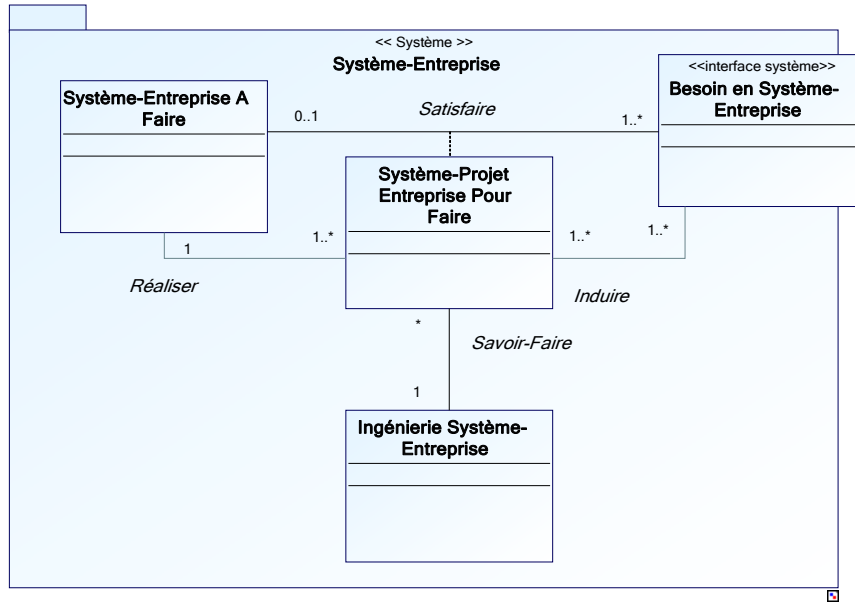 << Système >>
Système-Entreprise
<<interface système>>
Besoin en Système-
Entreprise
Système-Entreprise A
Faire
0..1
Satisfaire
1..*
Système-Projet
Entreprise Pour
Faire
1
1..*
1..*
1..*
Réaliser
Induire
*
Savoir-Faire
1
Ingénierie Système-
Entreprise